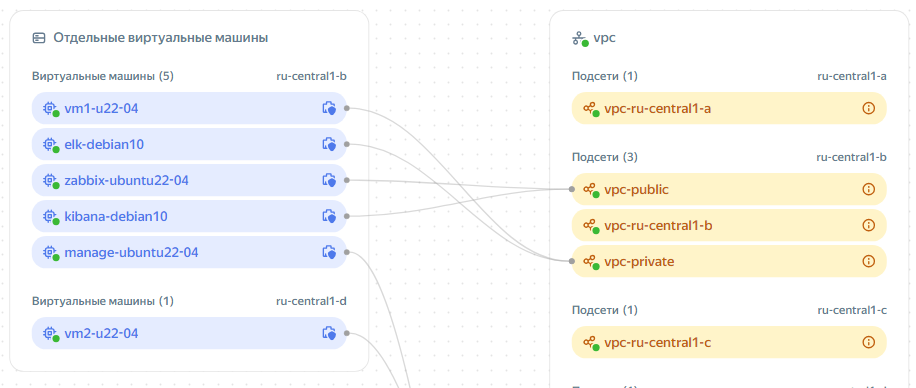 Отдельные виртуальные машины
Виртуальные машины (5) ru-central1-b
vm1-u22-04
elk-debian10
zabbix-ubuntu22-04
kibana-debian10
manage-ubuntu22-04
Виртуальные машины (1) ru-central1-d
vm2-u22-04
vpc
Подсети (1) ru-central1-a
vpc-ru-central1-a
Подсети (3) ru-central1-b
vpc-public
vpc-ru-central1-b
vpc-private
Подсети (1) ru-central1-c
vpc-ru-central1-c